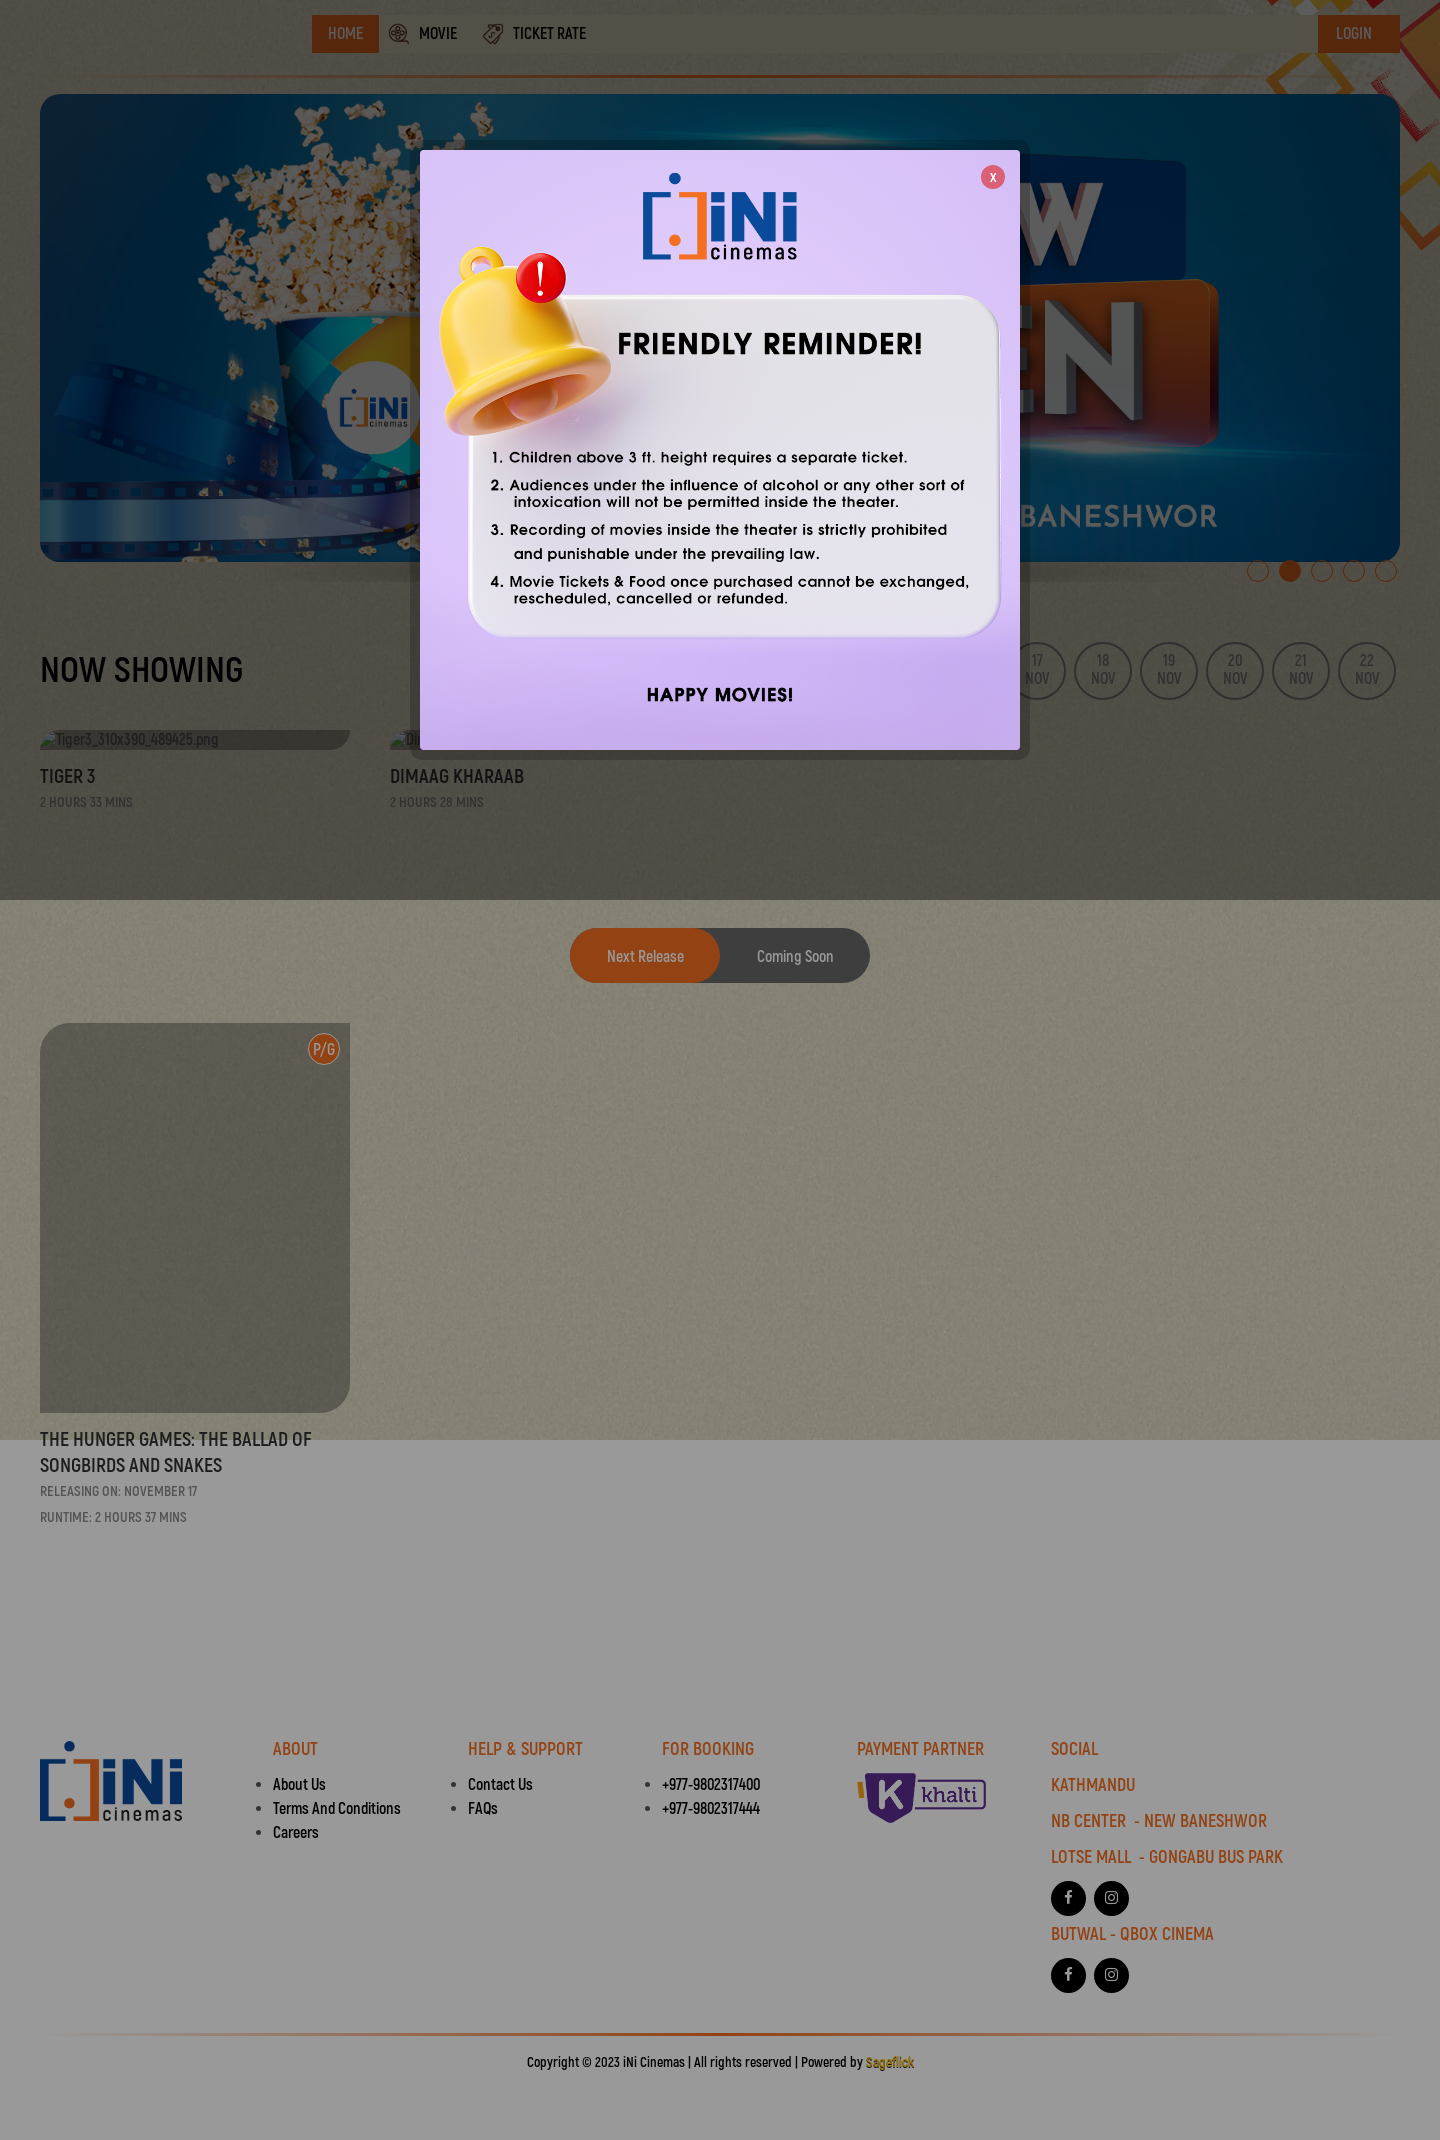 HOME
MOVIE
TICKET RATE
LOGIN
iNi
cinemas
x
FRIENDLY REMINDER!
1. Children above 3 ft. height requires a separate ticket.
2. Audiences under the influence of alcohol or any other sort of
intoxication will not be permitted inside the theater.
3. Recording of movies inside the theater is strictly prohibited
and punishable under the prevailing law.
4. Movie Tickets & Food once purchased cannot be exchanged,
rescheduled, cancelled or refunded.
HAPPY MOVIES!
iNi
cinemas
BANESHWOR
NOW SHOWING
17
NOV
18
NOV
19
NOV
20
NOV
21
NOV
22
NOV
Tiger3_310x390_489425.png
TIGER 3
2 HOURS 33 MINS
DIMAAG KHARAAB
2 HOURS 28 MINS
Next Release
Coming Soon
P/G
THE HUNGER GAMES: THE BALLAD OF
SONGBIRDS AND SNAKES
RELEASING ON: NOVEMBER 17
RUNTIME: 2 HOURS 37 MINS
iNi
cinemas
ABOUT
About Us
Terms And Conditions
Careers
HELP & SUPPORT
Contact Us
FAQs
FOR BOOKING
+977-9802317400
+977-9802317444
PAYMENT PARTNER
K khalti
SOCIAL
KATHMANDU
NB CENTER - NEW BANESHWOR
LOTSE MALL - GONGABU BUS PARK
BUTWAL - QBOX CINEMA
Copyright © 2023 iNi Cinemas | All rights reserved | Powered by Sageflick